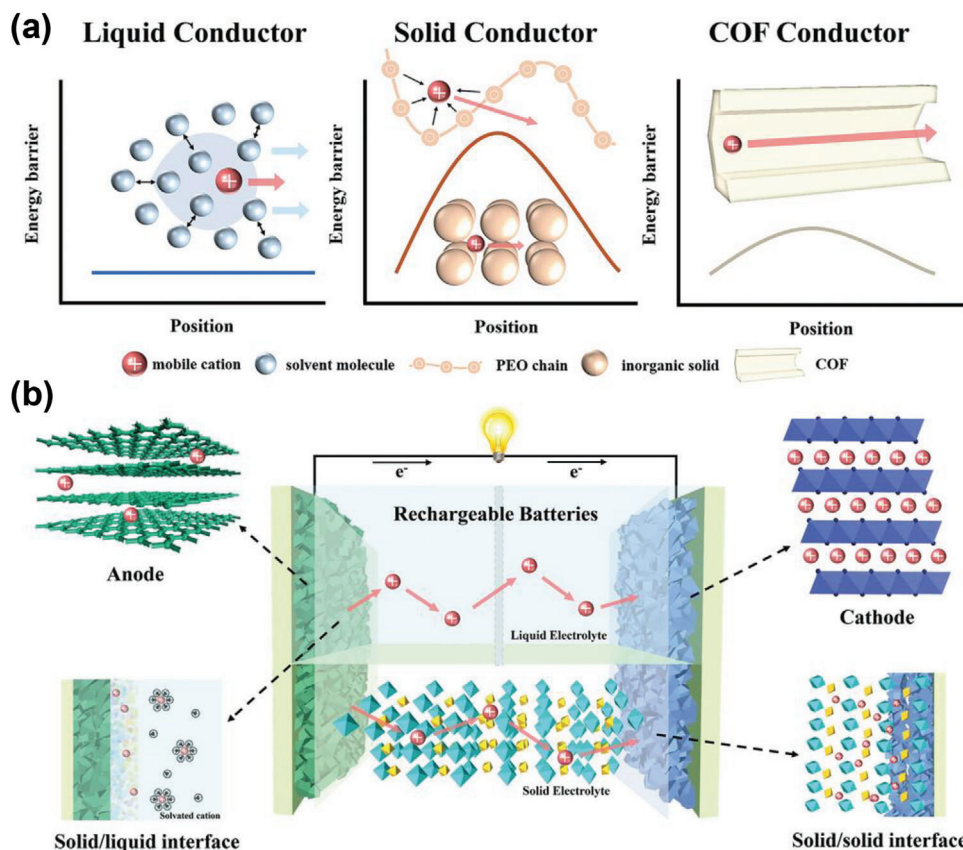 (a)
Liquid Conductor
Solid Conductor
COF Conductor
Energy barrier
Energy barrier
Energy barrier
Position
Position
Position
mobile cation
solvent molecule
PEO chain
inorganic solid
COF
(b)
e-
e-
Rechargeable Batteries
Anode
Cathode
Liquid Electrolyte
Solid Electrolyte
Solvated cation
Solid/liquid interface
Solid/solid interface